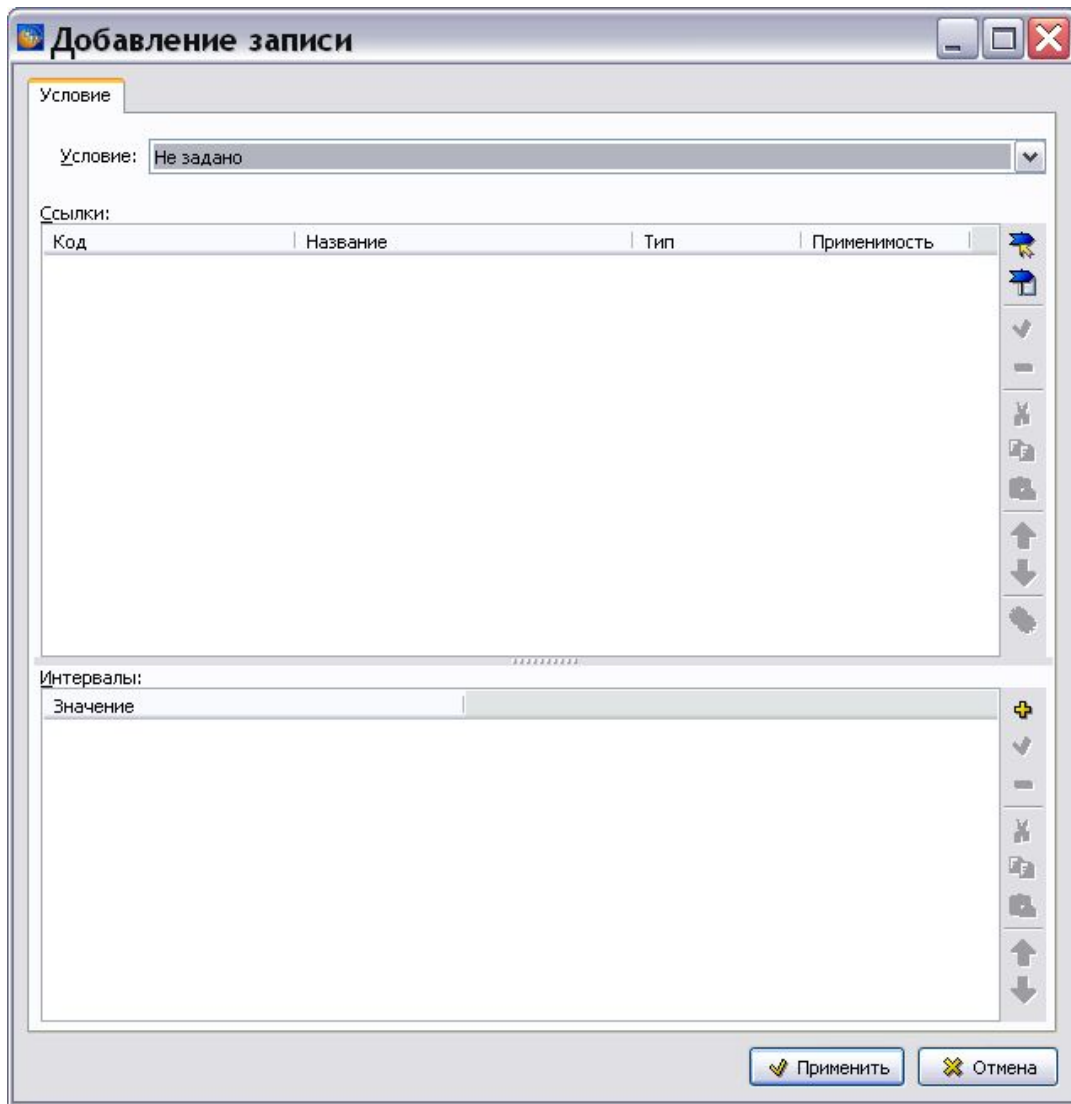 Добавление записи
Условие
Условие: Не задано
Ссылки:
Код Название Тип Применимость
Интервалы:
Значение
Применить Отмена